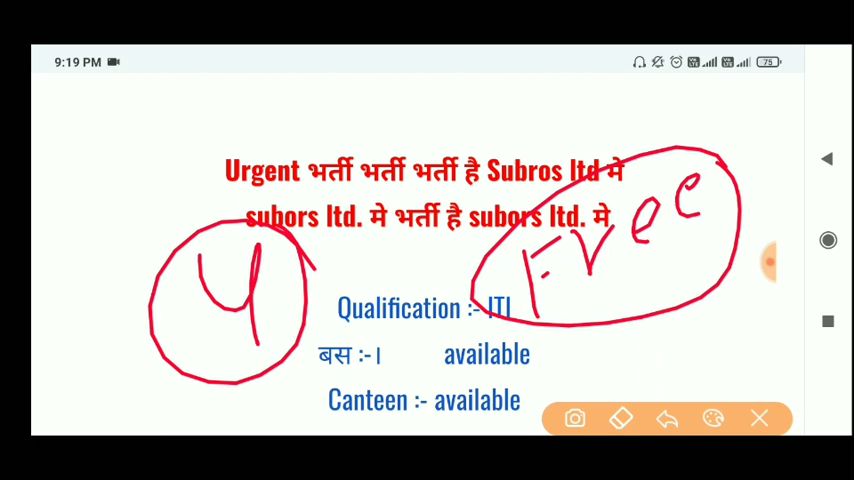 9:19 PM
75
Urgent भर्ती भर्ती भर्ती है Subros ltd मे
subors ltd. मे भर्ती है subors ltd. मे
4
Free
Qualification :- ITI
बस :- । available
Canteen :- available